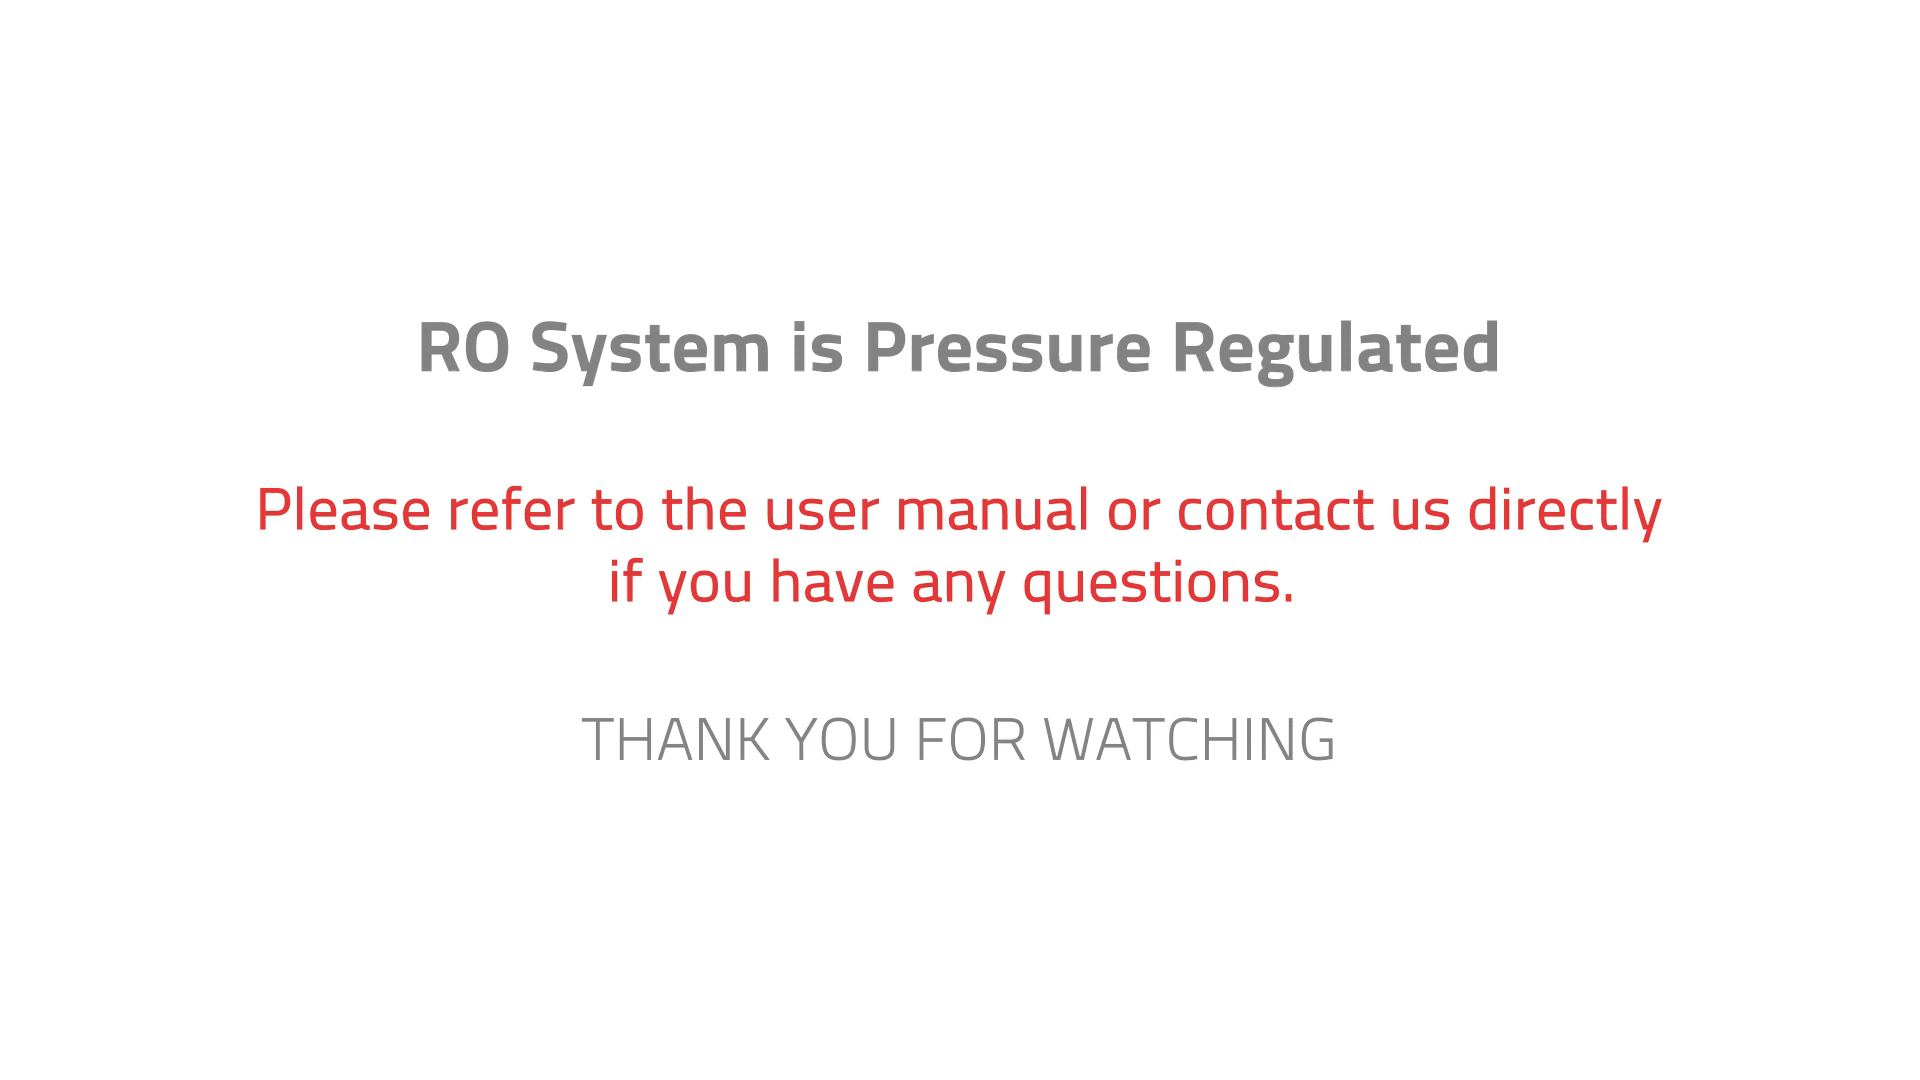 RO System is Pressure Regulated
Please refer to the user manual or contact us directly
if you have any questions.
THANK YOU FOR WATCHING